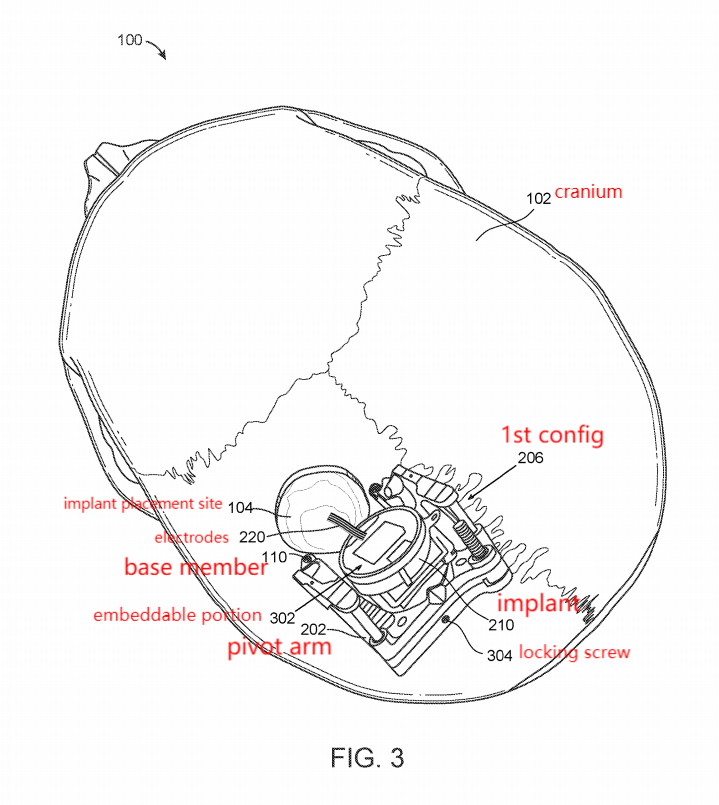 100
102 cranium
1st config
206
implant placement site 104
electrodes 220
110
base member
embeddable portion 302
implant
210
202
pivot arm
304 locking screw
FIG. 3